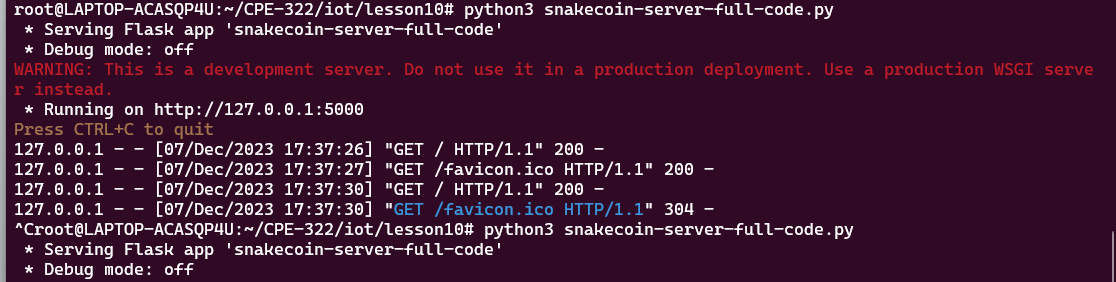 root@LAPTOP-ACASQP4U:~/CPE-322/iot/lesson10# python3 snakecoin-server-full-code.py
 * Serving Flask app 'snakecoin-server-full-code'
 * Debug mode: off
WARNING: This is a development server. Do not use it in a production deployment. Use a production WSGI serve
r instead.
 * Running on http://127.0.0.1:5000
Press CTRL+C to quit
127.0.0.1 - - [07/Dec/2023 17:37:26] "GET / HTTP/1.1" 200 -
127.0.0.1 - - [07/Dec/2023 17:37:27] "GET /favicon.ico HTTP/1.1" 200 -
127.0.0.1 - - [07/Dec/2023 17:37:30] "GET / HTTP/1.1" 200 -
127.0.0.1 - - [07/Dec/2023 17:37:30] "GET /favicon.ico HTTP/1.1" 304 -
^Croot@LAPTOP-ACASQP4U:~/CPE-322/iot/lesson10# python3 snakecoin-server-full-code.py
 * Serving Flask app 'snakecoin-server-full-code'
 * Debug mode: off